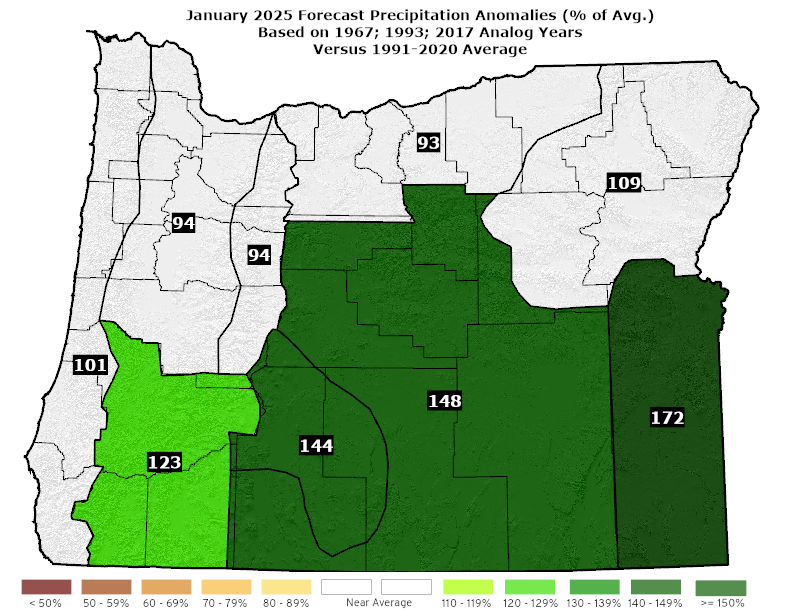 January 2025 Forecast Precipitation Anomalies (% of Avg.)
Based on 1967; 1993; 2017 Analog Years
Versus 1991-2020 Average
93
109
94
94
101
148
172
144
123
< 50% 50 - 59% 60 - 69% 70 - 79% 80 - 89% Near Average 110 - 119% 120 - 129% 130 - 139% 140 - 149% >= 150%